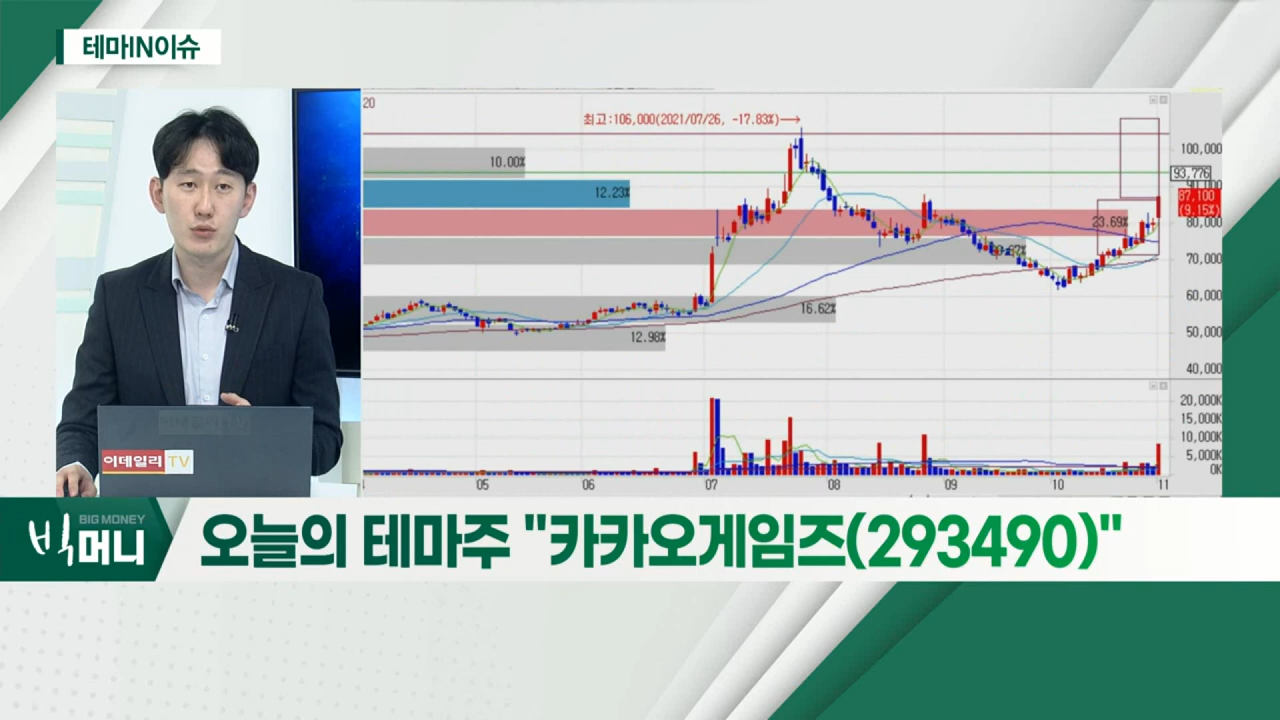 테마IN이슈
20
최고:106,000(2021/07/26, -17.83%)
10.00%
12.23%
23.69%
16.62%
12.98%
100,000
93,776
90,000
87,100
(9.15%)
80,000
70,000
60,000
50,000
40,000
20,000K
15,000K
10,000K
5,000K
0K
05 06 07 08 09 10 11
이데일리TV
BIG MONEY
빅머니
오늘의 테마주 "카카오게임즈(293490)"